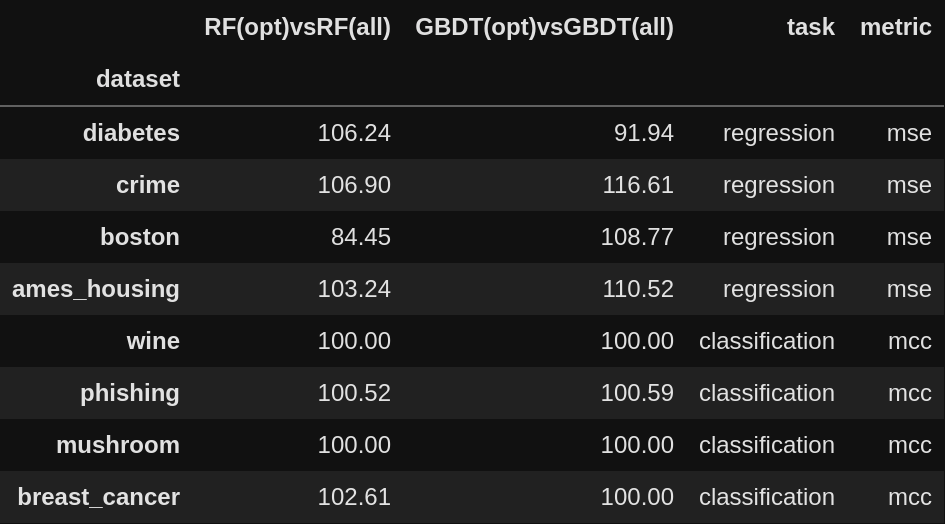 RF(opt)vsRF(all) GBDT(opt)vsGBDT(all) task metric
dataset
diabetes 106.24 91.94 regression mse
crime 106.90 116.61 regression mse
boston 84.45 108.77 regression mse
ames_housing 103.24 110.52 regression mse
wine 100.00 100.00 classification mcc
phishing 100.52 100.59 classification mcc
mushroom 100.00 100.00 classification mcc
breast_cancer 102.61 100.00 classification mcc